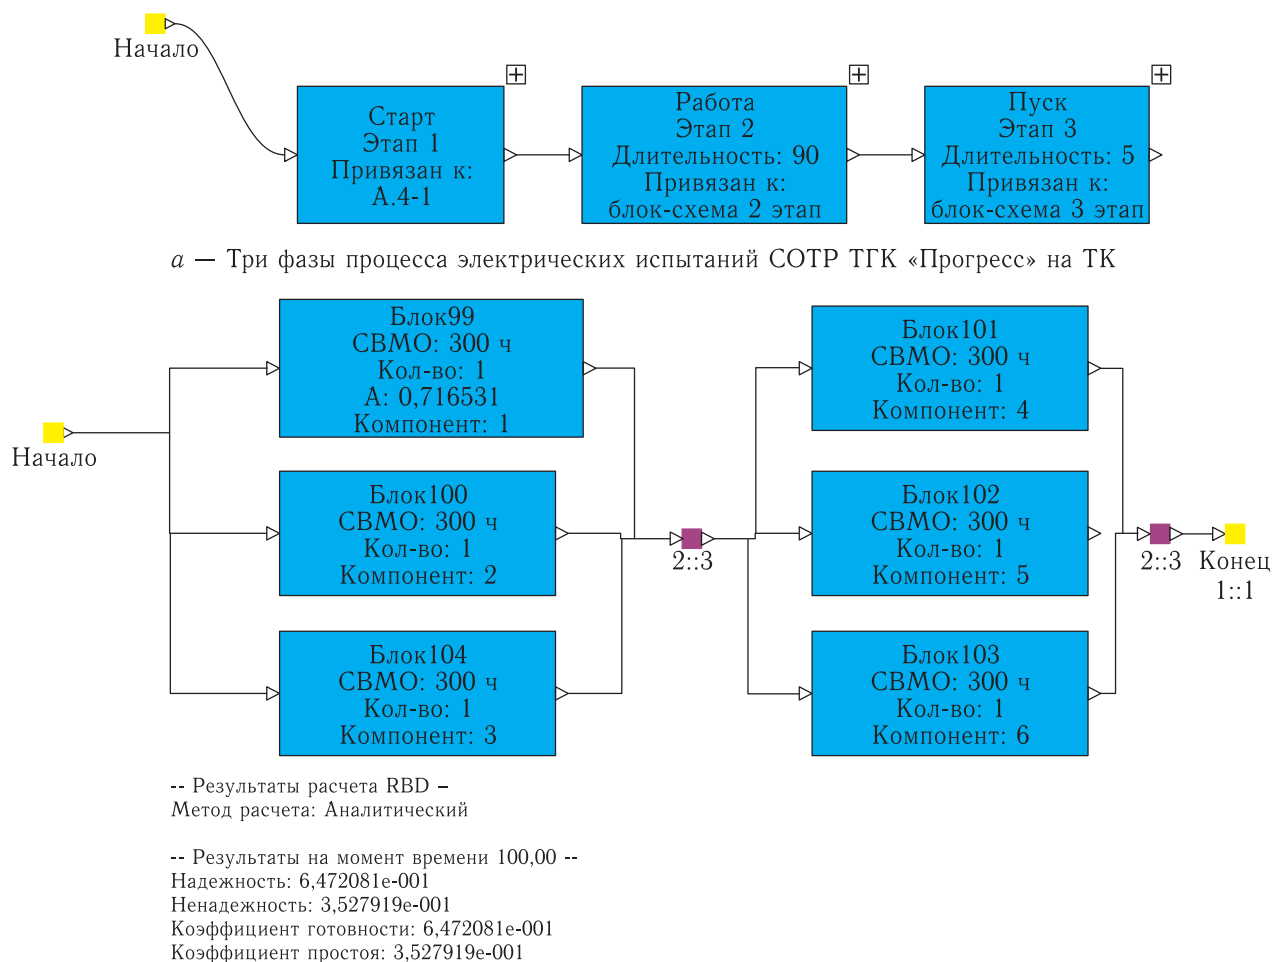 Начало
Старт
Этап 1
Привязан к:
А.4-1
Работа
Этап 2
Длительность: 90
Привязан к:
блок-схема 2 этап
Пуск
Этап 3
Длительность: 5
Привязан к:
блок-схема 3 этап
а — Три фазы процесса электрических испытаний СОТР ТГК «Прогресс» на ТК
Начало
Блок99
СВМО: 300 ч
Кол-во: 1
А: 0,716531
Компонент: 1
Блок100
СВМО: 300 ч
Кол-во: 1
Компонент: 2
Блок104
СВМО: 300 ч
Кол-во: 1
Компонент: 3
2::3
Блок101
СВМО: 300 ч
Кол-во: 1
Компонент: 4
Блок102
СВМО: 300 ч
Кол-во: 1
Компонент: 5
Блок103
СВМО: 300 ч
Кол-во: 1
Компонент: 6
2::3
Конец
1::1
-- Результаты расчета RBD –
Метод расчета: Аналитический
-- Результаты на момент времени 100,00 --
Надежность: 6,472081e-001
Ненадежность: 3,527919e-001
Коэффициент готовности: 6,472081e-001
Коэффициент простоя: 3,527919e-001